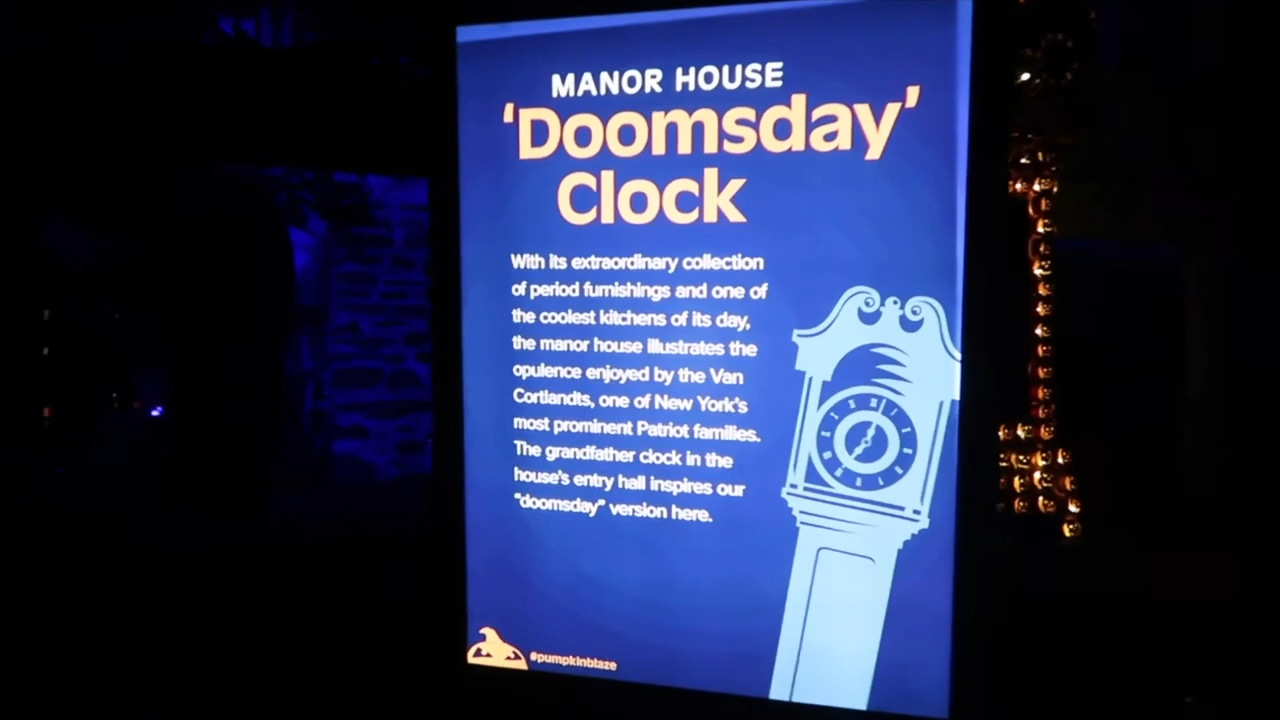 MANOR HOUSE
‘Doomsday’
Clock
With its extraordinary collection
of period furnishings and one of
the coolest kitchens of its day,
the manor house illustrates the
opulence enjoyed by the Van
Cortlandts, one of New York's
most prominent Patriot families.
The grandfather clock in the
house's entry hall inspires our
“doomsday” version here.
#pumpkinblaze